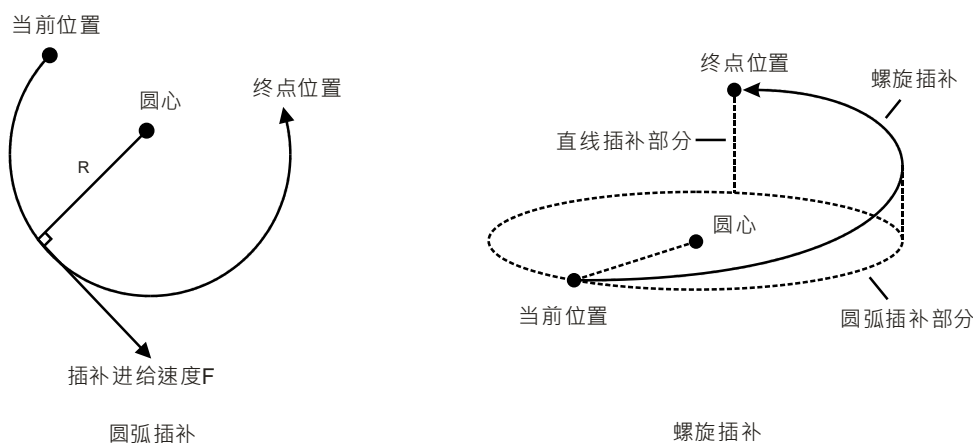 当前位置
圆心
终点位置
R
插补进给速度F
圆弧插补
终点位置
螺旋插补
直线插补部分
圆心
当前位置
圆弧插补部分
螺旋插补